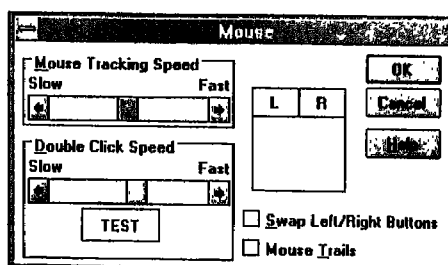 Mouse
Mouse Tracking Speed
Slow Fast
Double Click Speed
Slow Fast
TEST
L R
OK
Cancel
Help
Swap Left/Right Buttons
Mouse Trails